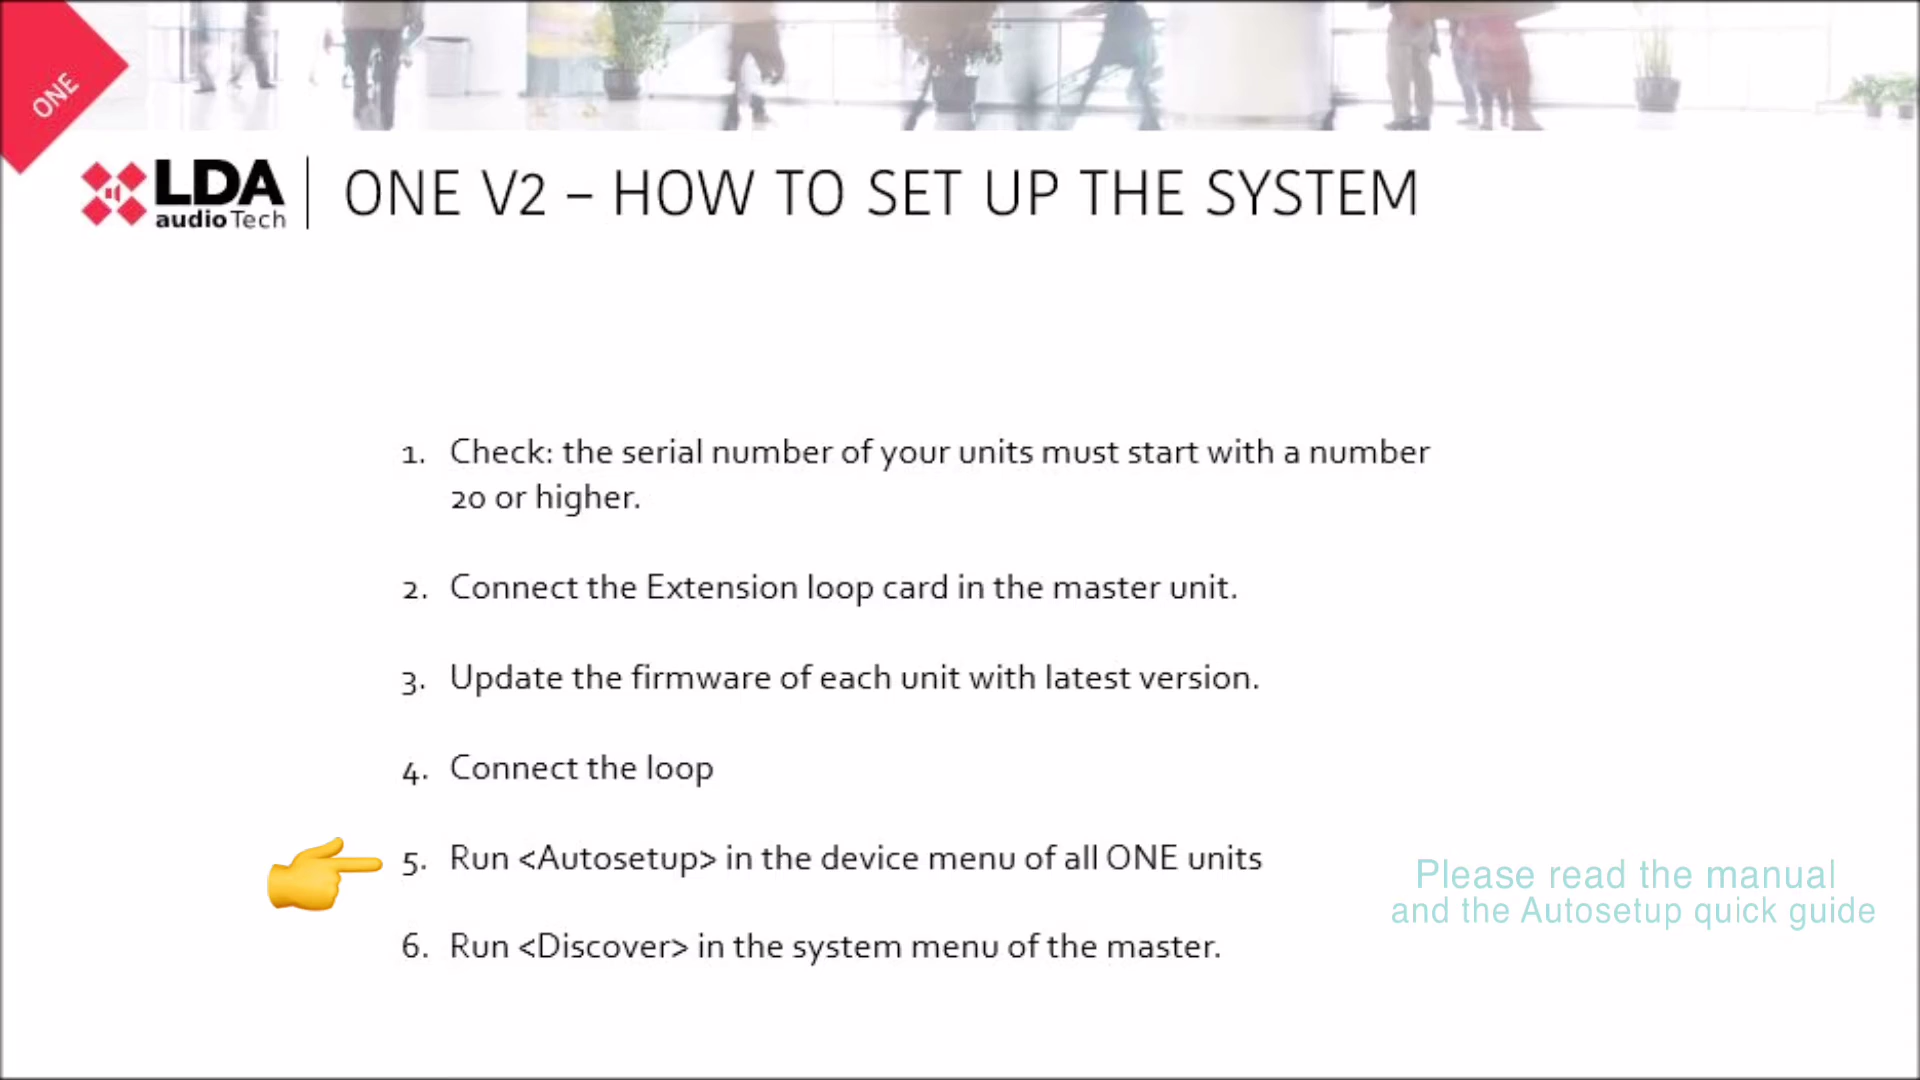 ONE
LDA
audioTech
ONE V2 – HOW TO SET UP THE SYSTEM
1. Check: the serial number of your units must start with a number
20 or higher.
2. Connect the Extension loop card in the master unit.
3. Update the firmware of each unit with latest version.
4. Connect the loop
5. Run <Autosetup> in the device menu of all ONE units
Please read the manual
and the Autosetup quick guide
6. Run <Discover> in the system menu of the master.